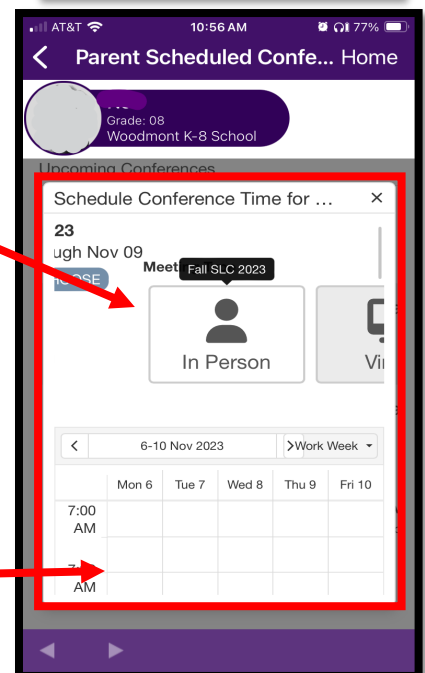 AT&T 10:56 AM 77%
Parent Scheduled Confe... Home
Grade: 08
Woodmont K-8 School
Upcoming Conferences
Schedule Conference Time for ... ×
23
ugh Nov 09
Fall SLC 2023
In Person
6-10 Nov 2023
Work Week
Mon 6 Tue 7 Wed 8 Thu 9 Fri 10
7:00
AM
AM